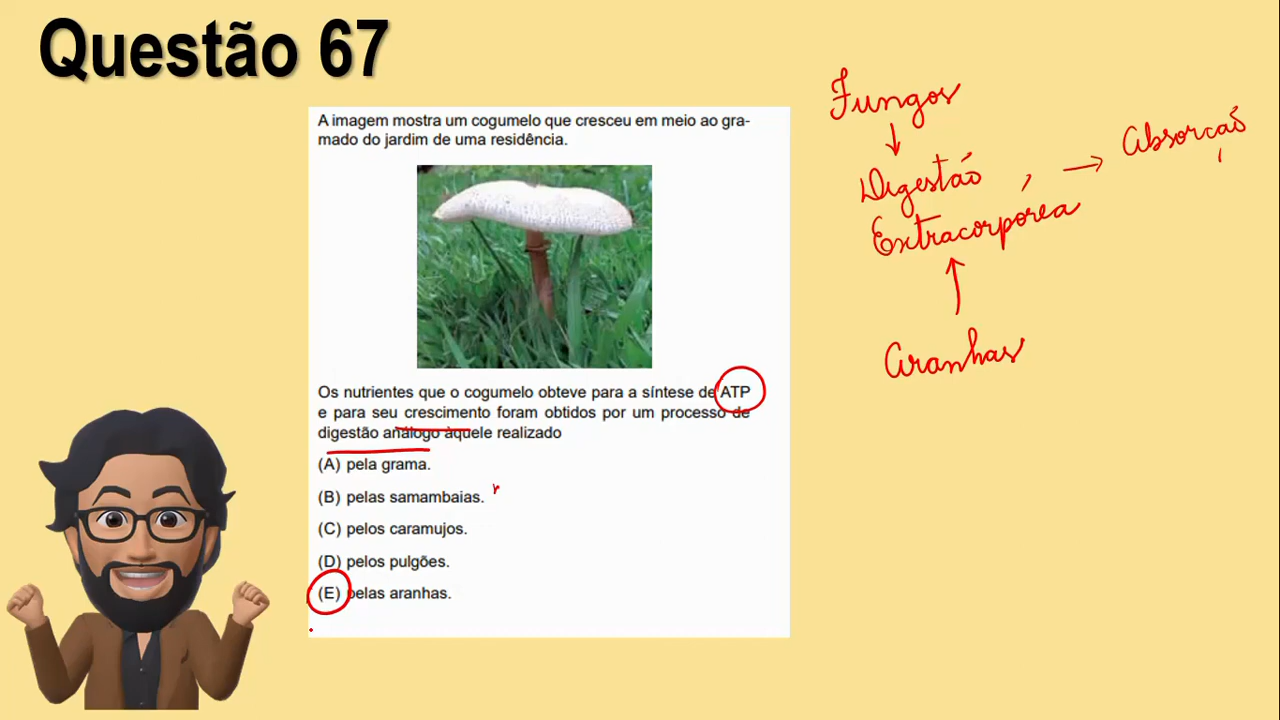 Questão 67
A imagem mostra um cogumelo que cresceu em meio ao gra-
mado do jardim de uma residência.
Os nutrientes que o cogumelo obteve para a síntese de ATP
e para seu crescimento foram obtidos por um processo de
digestão análogo àquele realizado
(A) pela grama.
(B) pelas samambaias.
(C) pelos caramujos.
(D) pelos pulgões.
(E) pelas aranhas.
Fungos
↓
Digestão
Extracorpórea
→ Absorcaó
↑
Aranhas